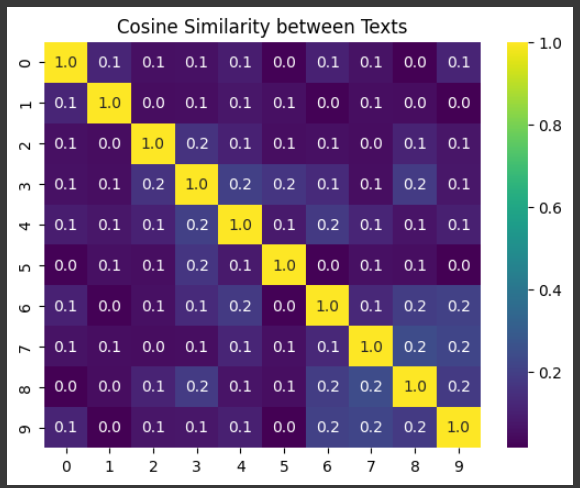 Cosine Similarity between Texts
0 1.0 0.1 0.1 0.1 0.1 0.0 0.1 0.1 0.0 0.1
1 0.1 1.0 0.0 0.1 0.1 0.1 0.0 0.1 0.0 0.0
2 0.1 0.0 1.0 0.2 0.1 0.1 0.1 0.0 0.1 0.1
3 0.1 0.1 0.2 1.0 0.2 0.2 0.1 0.1 0.2 0.1
4 0.1 0.1 0.1 0.2 1.0 0.1 0.2 0.1 0.1 0.1
5 0.0 0.1 0.1 0.2 0.1 1.0 0.0 0.1 0.1 0.0
6 0.1 0.0 0.1 0.1 0.2 0.0 1.0 0.1 0.2 0.2
7 0.1 0.1 0.0 0.1 0.1 0.1 0.1 1.0 0.2 0.2
8 0.0 0.0 0.1 0.2 0.1 0.1 0.2 0.2 1.0 0.2
9 0.1 0.0 0.1 0.1 0.1 0.0 0.2 0.2 0.2 1.0
0 1 2 3 4 5 6 7 8 9
1.0
0.8
0.6
0.4
0.2